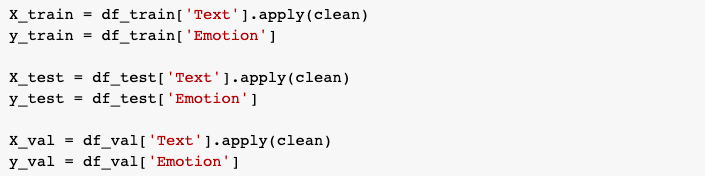 X_train = df_train['Text'].apply(clean)
y_train = df_train['Emotion']
X_test = df_test['Text'].apply(clean)
y_test = df_test['Emotion']
X_val = df_val['Text'].apply(clean)
y_val = df_val['Emotion']